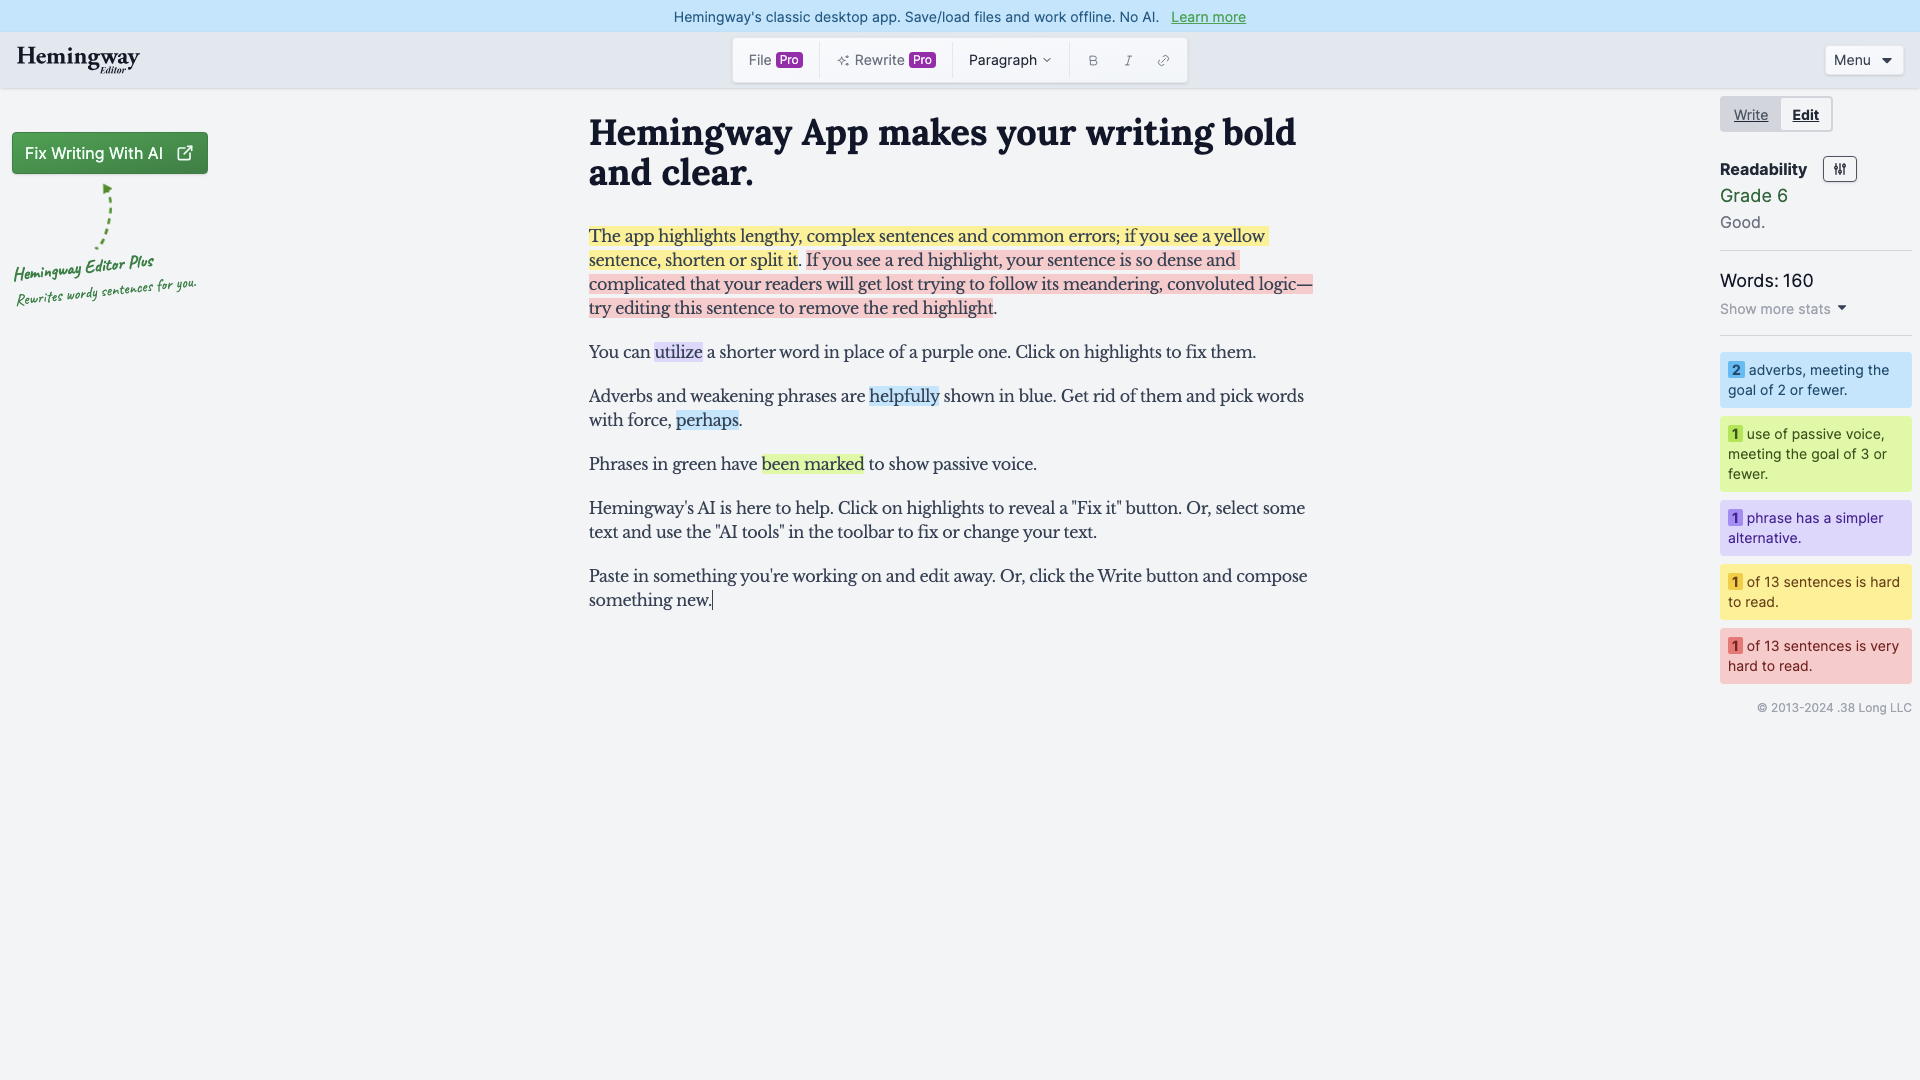 Hemingway's classic desktop app. Save/load files and work offline. No AI. Learn more
Hemingway
Editor
File Pro
Rewrite Pro
Paragraph
B
I
Menu
Fix Writing With AI
Hemingway Editor Plus
Rewrites wordy sentences for you.
Hemingway App makes your writing bold
and clear.
The app highlights lengthy, complex sentences and common errors; if you see a yellow
sentence, shorten or split it. If you see a red highlight, your sentence is so dense and
complicated that your readers will get lost trying to follow its meandering, convoluted logic—
try editing this sentence to remove the red highlight.
You can utilize a shorter word in place of a purple one. Click on highlights to fix them.
Adverbs and weakening phrases are helpfully shown in blue. Get rid of them and pick words
with force, perhaps.
Phrases in green have been marked to show passive voice.
Hemingway's AI is here to help. Click on highlights to reveal a "Fix it" button. Or, select some
text and use the "AI tools" in the toolbar to fix or change your text.
Paste in something you're working on and edit away. Or, click the Write button and compose
something new.
Write Edit
Readability
Grade 6
Good.
Words: 160
Show more stats
2 adverbs, meeting the
goal of 2 or fewer.
1 use of passive voice,
meeting the goal of 3 or
fewer.
1 phrase has a simpler
alternative.
1 of 13 sentences is hard
to read.
1 of 13 sentences is very
hard to read.
© 2013-2024 .38 Long LLC